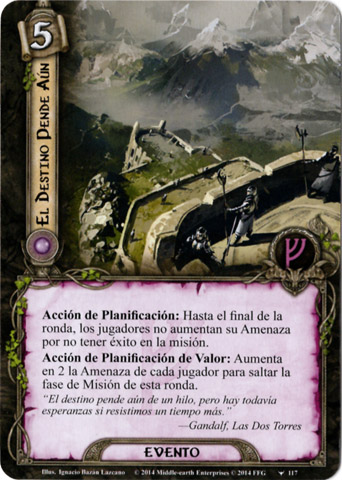 5
El Destino Pende Aún
Acción de Planificación: Hasta el final de la
ronda, los jugadores no aumentan su Amenaza
por no tener éxito en la misión.
Acción de Planificación de Valor: Aumenta
en 2 la Amenaza de cada jugador para saltar la
fase de Misión de esta ronda.
“El destino pende aún de un hilo, pero hay todavía
esperanzas si resistimos un tiempo más.”
—Gandalf, Las Dos Torres
EVENTO
Illus. Ignacio Bazán Lazcano © 2014 Middle-earth Enterprises © 2014 FFG 117